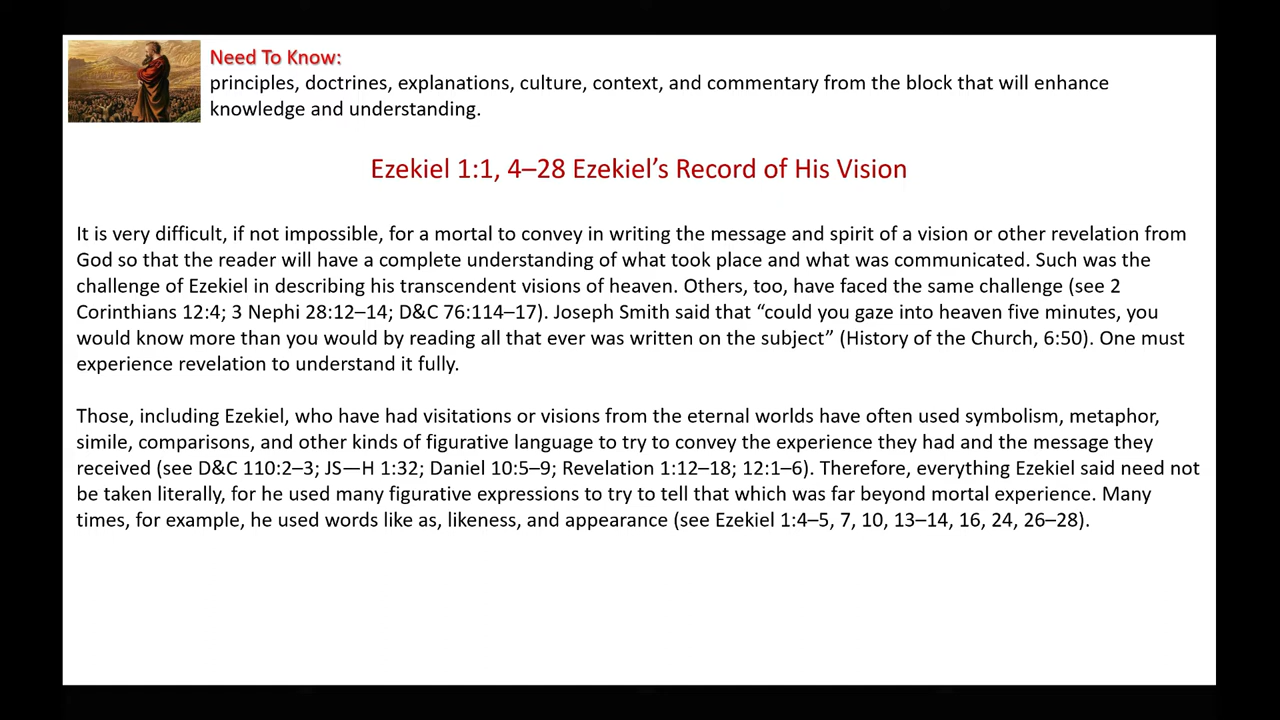 Need To Know:
principles, doctrines, explanations, culture, context, and commentary from the block that will enhance
knowledge and understanding.
Ezekiel 1:1, 4–28 Ezekiel’s Record of His Vision
It is very difficult, if not impossible, for a mortal to convey in writing the message and spirit of a vision or other revelation from
God so that the reader will have a complete understanding of what took place and what was communicated. Such was the
challenge of Ezekiel in describing his transcendent visions of heaven. Others, too, have faced the same challenge (see 2
Corinthians 12:4; 3 Nephi 28:12–14; D&C 76:114–17). Joseph Smith said that “could you gaze into heaven five minutes, you
would know more than you would by reading all that ever was written on the subject” (History of the Church, 6:50). One must
experience revelation to understand it fully.
Those, including Ezekiel, who have had visitations or visions from the eternal worlds have often used symbolism, metaphor,
simile, comparisons, and other kinds of figurative language to try to convey the experience they had and the message they
received (see D&C 110:2–3; JS—H 1:32; Daniel 10:5–9; Revelation 1:12–18; 12:1–6). Therefore, everything Ezekiel said need not
be taken literally, for he used many figurative expressions to try to tell that which was far beyond mortal experience. Many
times, for example, he used words like as, likeness, and appearance (see Ezekiel 1:4–5, 7, 10, 13–14, 16, 24, 26–28).